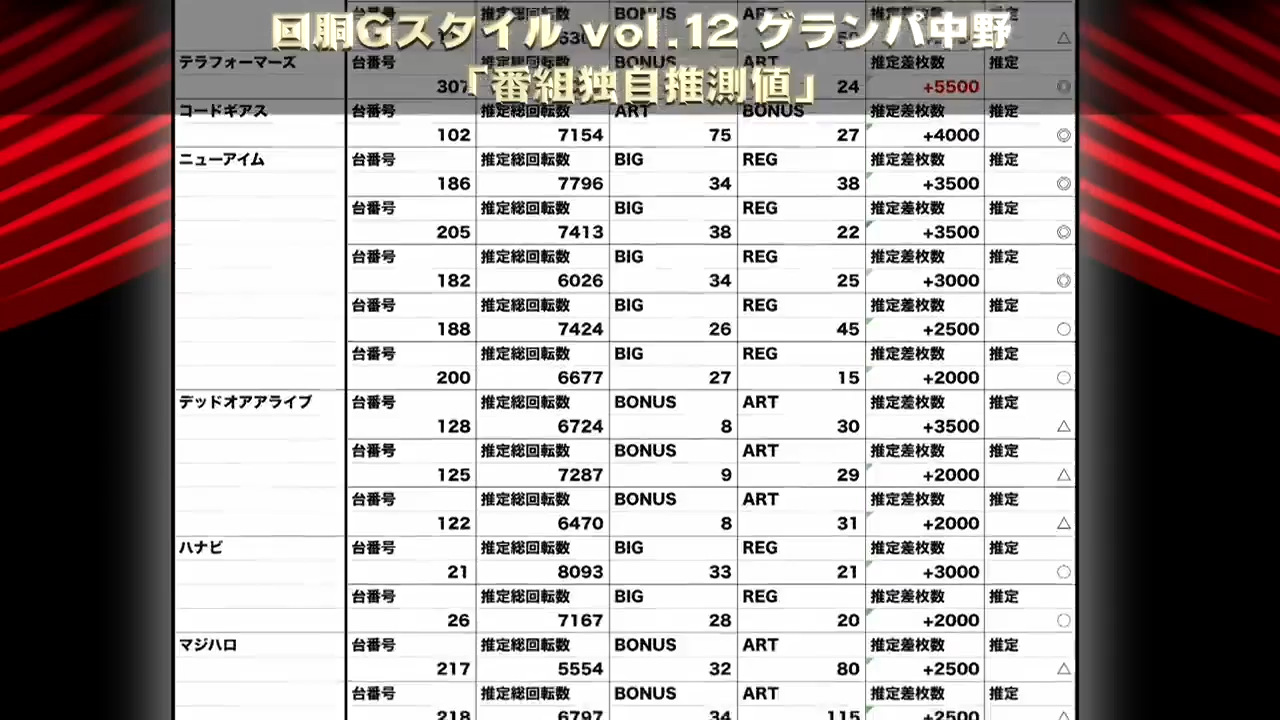 回胴Gスタイル vol.12 グランパ中野
「番組独自推測値」
テラフォーマーズ 台番号 推定総回転数 BONUS ART 推定差枚数 推定
307 24 +5500 ◎
コードギアス 台番号 推定総回転数 ART BONUS 推定差枚数 推定
102 7154 75 27 +4000 ◎
ニューアイム 台番号 推定総回転数 BIG REG 推定差枚数 推定
186 7796 34 38 +3500 ◎
台番号 推定総回転数 BIG REG 推定差枚数 推定
205 7413 38 22 +3500 ◎
台番号 推定総回転数 BIG REG 推定差枚数 推定
182 6026 34 25 +3000 ◎
台番号 推定総回転数 BIG REG 推定差枚数 推定
188 7424 26 45 +2500 ○
台番号 推定総回転数 BIG REG 推定差枚数 推定
200 6677 27 15 +2000 ○
デッドオアアライブ 台番号 推定総回転数 BONUS ART 推定差枚数 推定
128 6724 8 30 +3500 △
台番号 推定総回転数 BONUS ART 推定差枚数 推定
125 7287 9 29 +2000 △
台番号 推定総回転数 BONUS ART 推定差枚数 推定
122 6470 8 31 +2000 △
ハナビ 台番号 推定総回転数 BIG REG 推定差枚数 推定
21 8093 33 21 +3000 ○
台番号 推定総回転数 BIG REG 推定差枚数 推定
26 7167 28 20 +2000 ○
マジハロ 台番号 推定総回転数 BONUS ART 推定差枚数 推定
217 5554 32 80 +2500 △
台番号 推定総回転数 BONUS ART 推定差枚数 推定
218 6797 34 115 +2500 △